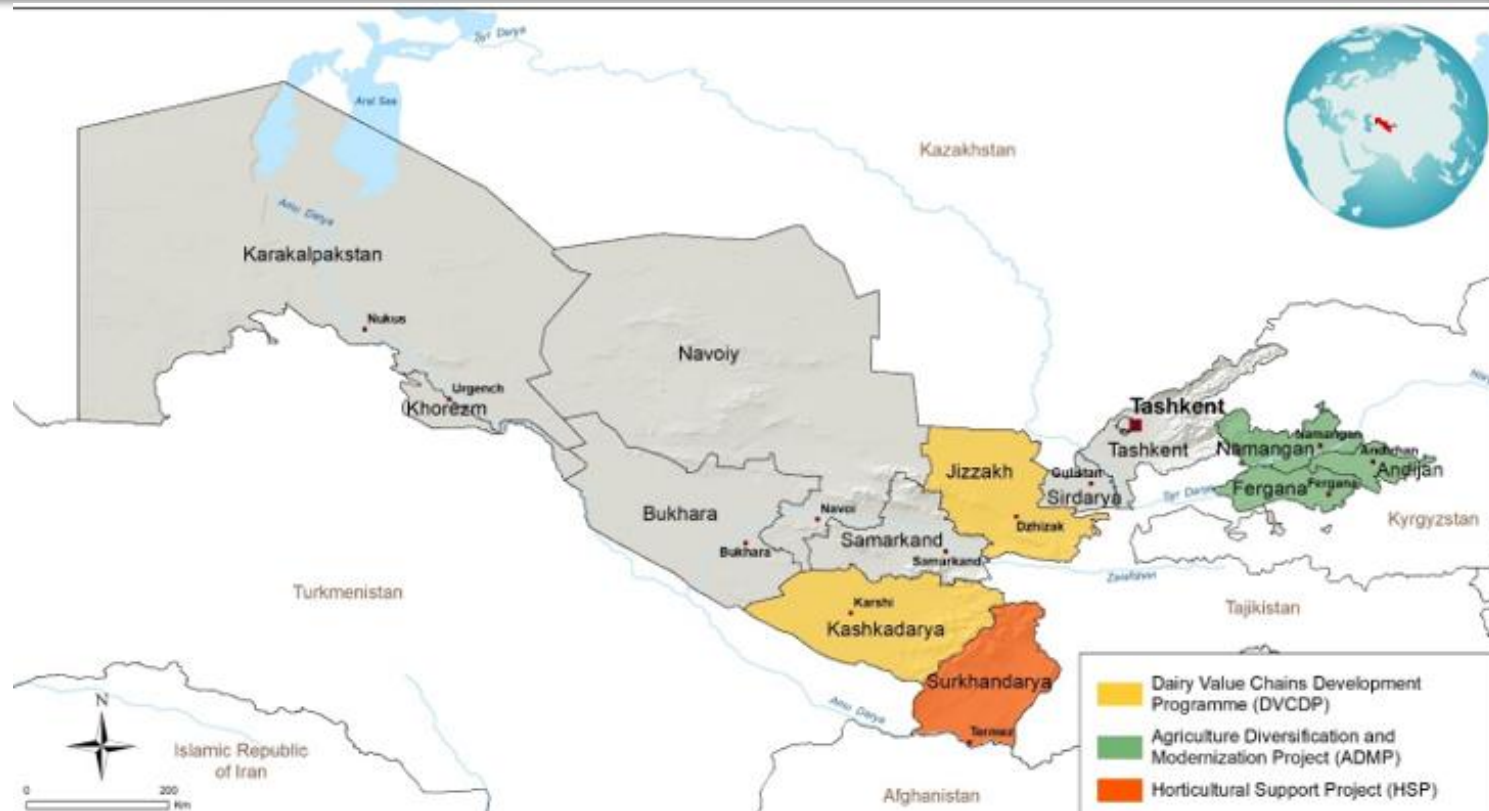 Syr Darya
Aral Sea
Kazakhstan
Amu Darya
Karakalpakstan
Nukus
Navoiy
Urgench
Khorezm
Tashkent
Tashkent
Namangan
Namangan
Andizhan
Andijan
Jizzakh
Gulistan
Sirdarya
Syr Darya
Fergana
Fergana
Kyrgyzstan
Bukhara
Navoi
Dzhizak
Samarkand
Bukhara
Samarkand
Zarafshan
Turkmenistan
Karshi
Kashkadarya
Tajikistan
Surkhandarya
Amu Darya
Termez
N
Islamic Republic
of Iran
0 200
Km
Afghanistan
Dairy Value Chains Development
Programme (DVCDP)
Agriculture Diversification and
Modernization Project (ADMP)
Horticultural Support Project (HSP)